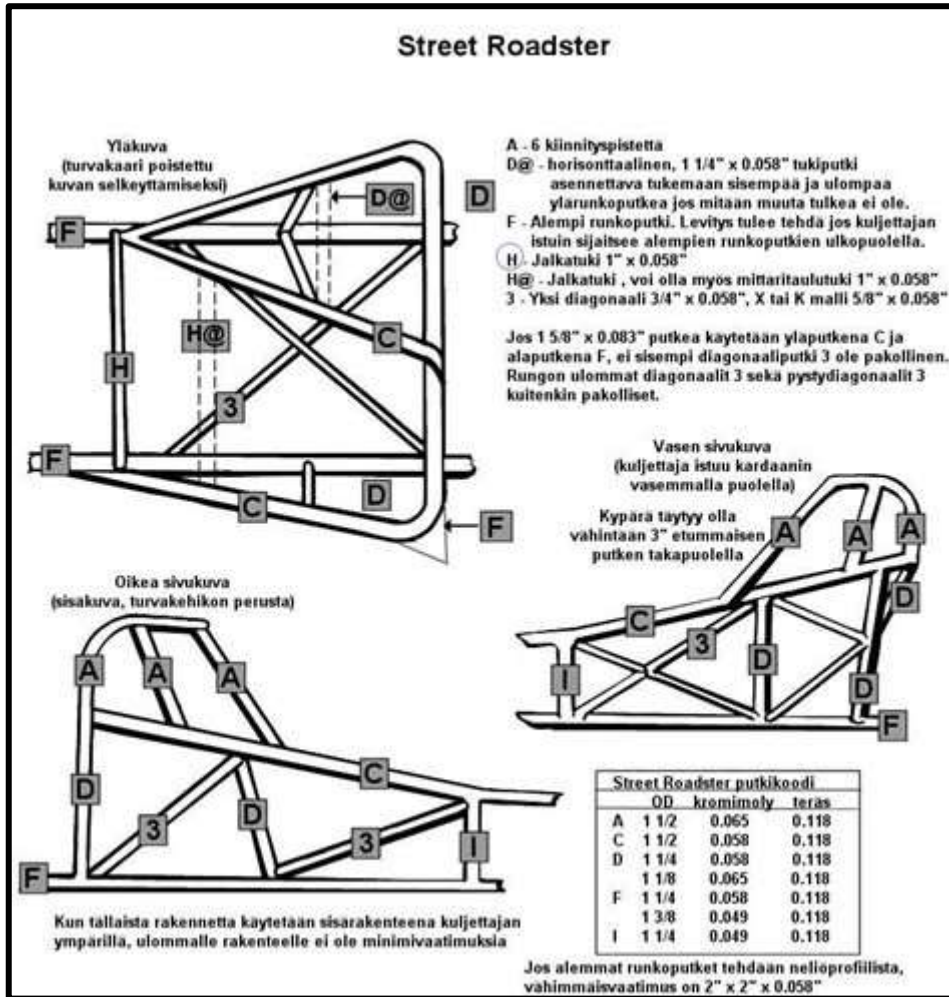 Street Roadster
Yläkuva
(turvakaari poistettu
kuvan selkeyttämiseksi)
A - 6 kiinnityspistettä
D@ - horisonttaalinen, 1 1/4" x 0.058" tukiputki
asennettava tukemaan sisempää ja ulompaa
ylärunkoputkea jos mitään muuta tulkea ei ole.
F - Alempi runkoputki. Levitys tulee tehdä jos kuljettajan
istuin sijaitsee alempien runkoputkien ulkopuolella.
H - Jalkatuki 1" x 0.058"
H@ - Jalkatuki , voi olla myös mittaritaulutuki 1" x 0.058"
3 - Yksi diagonaali 3/4" x 0.058", X tai K malli 5/8" x 0.058"
Jos 1 5/8" x 0.083" putkea käytetään yläputkena C ja
alaputkena F, ei sisempi diagonaaliputki 3 ole pakollinen.
Rungon ulommat diagonaalit 3 sekä pystydiagonaalit 3
kuitenkin pakolliset.
D@
D
F
C
H@
H
3
F
D
C
F
Vasen sivukuva
(kuljettaja istuu kardaanin
vasemmalla puolella)
Kypärä täytyy olla
vähintään 3" etummaisen
putken takapuolella
A
A
A
D
C
3
D
I
D
F
Oikea sivukuva
(sisäkuva, turvakehikon perusta)
A
A
A
C
D
D
3
3
I
F
Kun tällaista rakennetta käytetään sisärakenteena kuljettajan
ympärillä, ulommalle rakenteelle ei ole minimivaatimuksia
Street Roadster putkikoodi
OD kromimoly teräs
A 1 1/2 0.065 0.118
C 1 1/2 0.058 0.118
D 1 1/4 0.058 0.118
1 1/8 0.065 0.118
F 1 1/4 0.058 0.118
1 3/8 0.049 0.118
I 1 1/4 0.049 0.118
Jos alemmat runkoputket tehdään neliöprofiilista,
vähimmäisvaatimus on 2" x 2" x 0.058"